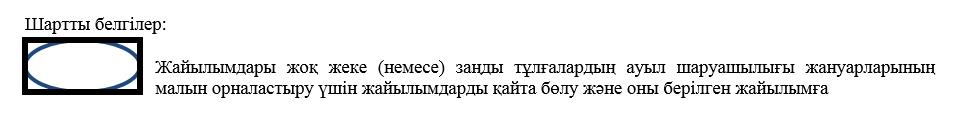 Шартты белгілер:
Жайылымдары жоқ жеке (немесе) заңды тұлғалардың ауыл шаруашылығы жануарларының
малын орналастыру үшін жайылымдарды қайта бөлу және оны берілген жайылымға